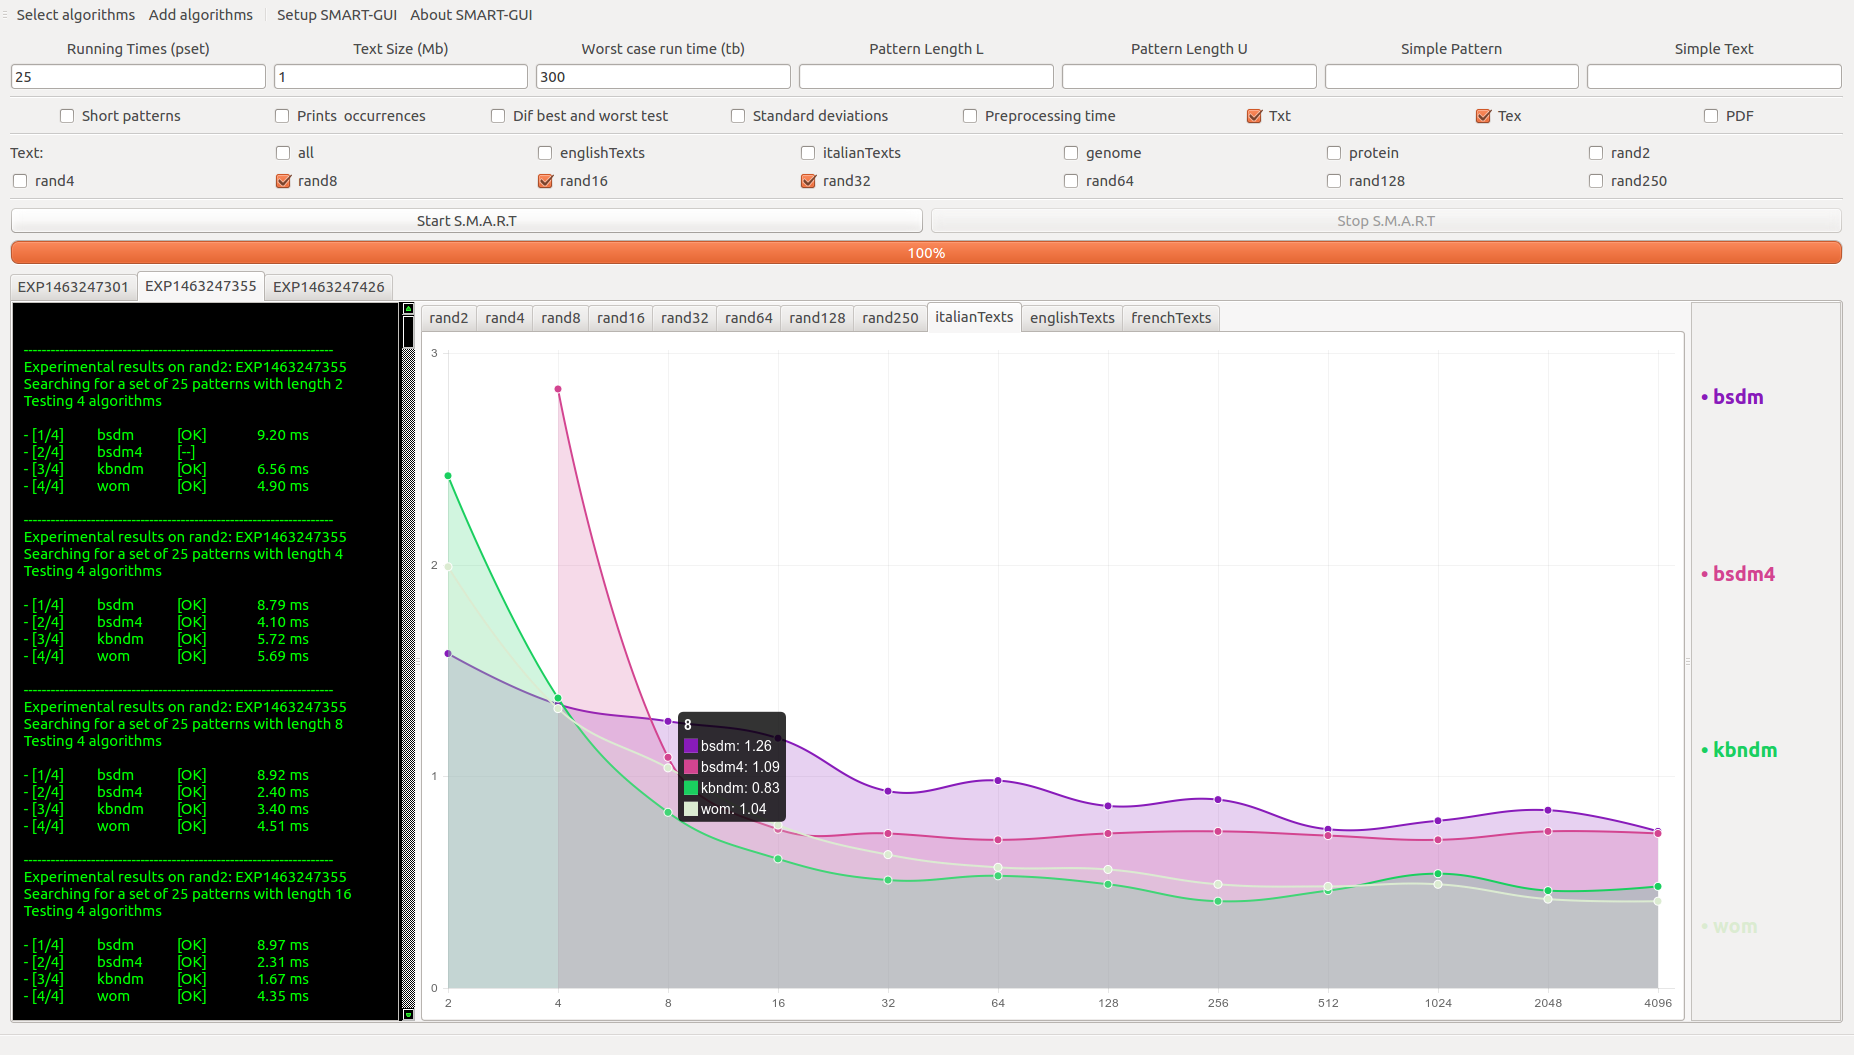 Select algorithms Add algorithms Setup SMART-GUI About SMART-GUI
Running Times (pset) Text Size (Mb) Worst case run time (tb) Pattern Length L Pattern Length U Simple Pattern Simple Text
25 1 300
Short patterns Prints occurrences Dif best and worst test Standard deviations Preprocessing time Txt Tex PDF
Text: all englishTexts italianTexts genome protein rand2
rand4 rand8 rand16 rand32 rand64 rand128 rand250
Start S.M.A.R.T Stop S.M.A.R.T
100%
EXP1463247301 EXP1463247355 EXP1463247426
---------------------------------------------------------------------
Experimental results on rand2: EXP1463247355
Searching for a set of 25 patterns with length 2
Testing 4 algorithms
- [1/4] bsdm [OK] 9.20 ms
- [2/4] bsdm4 [--]
- [3/4] kbndm [OK] 6.56 ms
- [4/4] wom [OK] 4.90 ms
---------------------------------------------------------------------
Experimental results on rand2: EXP1463247355
Searching for a set of 25 patterns with length 4
Testing 4 algorithms
- [1/4] bsdm [OK] 8.79 ms
- [2/4] bsdm4 [OK] 4.10 ms
- [3/4] kbndm [OK] 5.72 ms
- [4/4] wom [OK] 5.69 ms
---------------------------------------------------------------------
Experimental results on rand2: EXP1463247355
Searching for a set of 25 patterns with length 8
Testing 4 algorithms
- [1/4] bsdm [OK] 8.92 ms
- [2/4] bsdm4 [OK] 2.40 ms
- [3/4] kbndm [OK] 3.40 ms
- [4/4] wom [OK] 4.51 ms
---------------------------------------------------------------------
Experimental results on rand2: EXP1463247355
Searching for a set of 25 patterns with length 16
Testing 4 algorithms
- [1/4] bsdm [OK] 8.97 ms
- [2/4] bsdm4 [OK] 2.31 ms
- [3/4] kbndm [OK] 1.67 ms
- [4/4] wom [OK] 4.35 ms
rand2 rand4 rand8 rand16 rand32 rand64 rand128 rand250 italianTexts englishTexts frenchTexts
3
2
1
0
8
bsdm: 1.26
bsdm4: 1.09
kbndm: 0.83
wom: 1.04
2 4 8 16 32 64 128 256 512 1024 2048 4096
• bsdm
• bsdm4
• kbndm
• wom